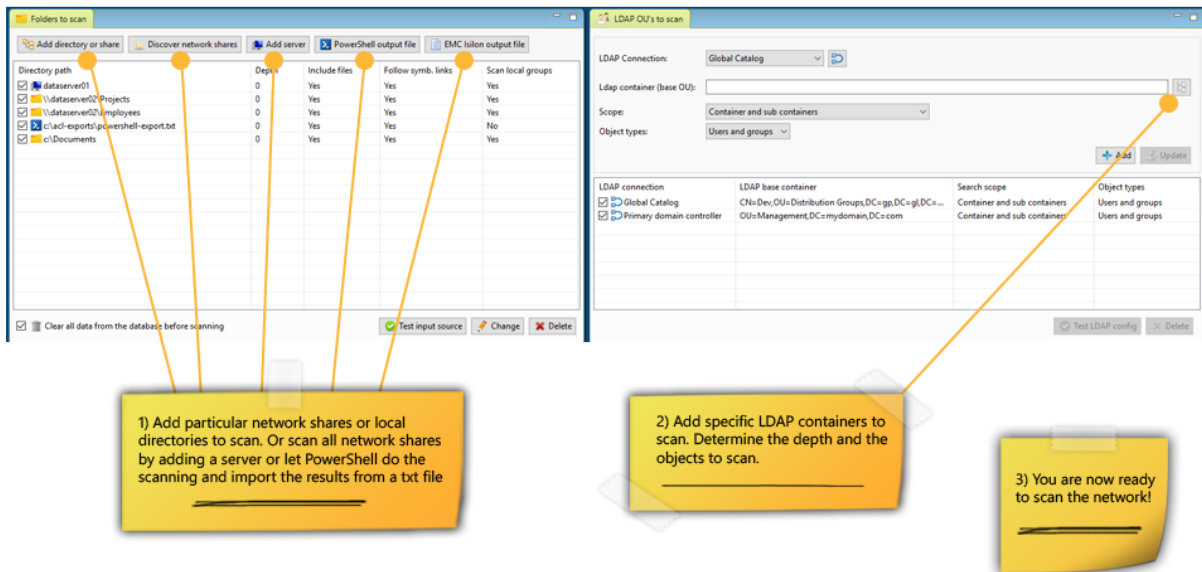 Folders to scan
Add directory or share Discover network shares Add server PowerShell output file EMC Isilon output file
Directory path Depth Include files Follow symb. links Scan local groups
dataserver01 0 Yes Yes Yes
\\dataserver02\Projects 0 Yes Yes Yes
\\dataserver02\Employees 0 Yes Yes Yes
c:\acl-exports\powershell-export.txt 0 Yes Yes No
c:\Documents 0 Yes Yes Yes
Clear all data from the database before scanning Test input source Change Delete
LDAP OU's to scan
LDAP Connection: Global Catalog
Ldap container (base OU):
Scope: Container and sub containers
Object types: Users and groups
Add Update
LDAP connection LDAP base container Search scope Object types
Global Catalog CN=Dev,OU=Distribution Groups,DC=gp,DC=gl,DC=... Container and sub containers Users and groups
Primary domain controller OU=Management,DC=mydomain,DC=com Container and sub containers Users and groups
Test LDAP config Delete
1) Add particular network shares or local
directories to scan. Or scan all network shares
by adding a server or let PowerShell do the
scanning and import the results from a txt file
2) Add specific LDAP containers to
scan. Determine the depth and the
objects to scan.
3) You are now ready
to scan the network!